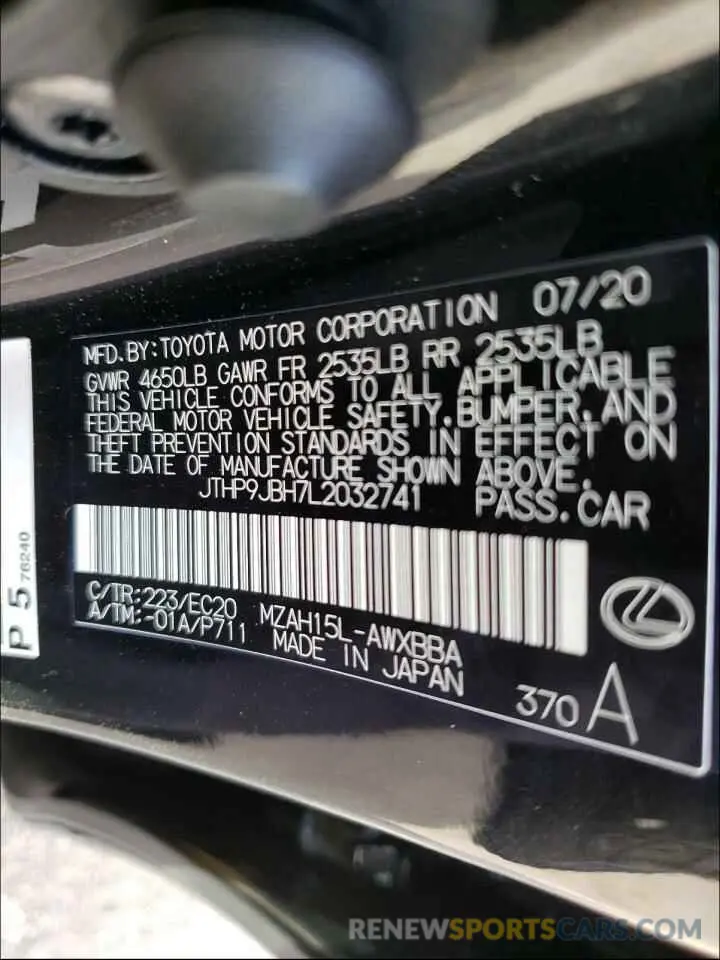 MFD.BY:TOYOTA MOTOR CORPORATION 07/20
GVWR 4650LB GAWR FR 2535LB RR 2535LB
THIS VEHICLE CONFORMS TO ALL APPLICABLE
FEDERAL MOTOR VEHICLE SAFETY,BUMPER,AND
THEFT PREVENTION STANDARDS IN EFFECT ON
THE DATE OF MANUFACTURE SHOWN ABOVE.
JTHP9JBH7L2032741 PASS.CAR
C/TR:223/EC20 MZAH15L-AWXBBA
A/TM:-01A/P711 MADE IN JAPAN
370 A
P 5 76240
RENEWSPORTSCARS.COM